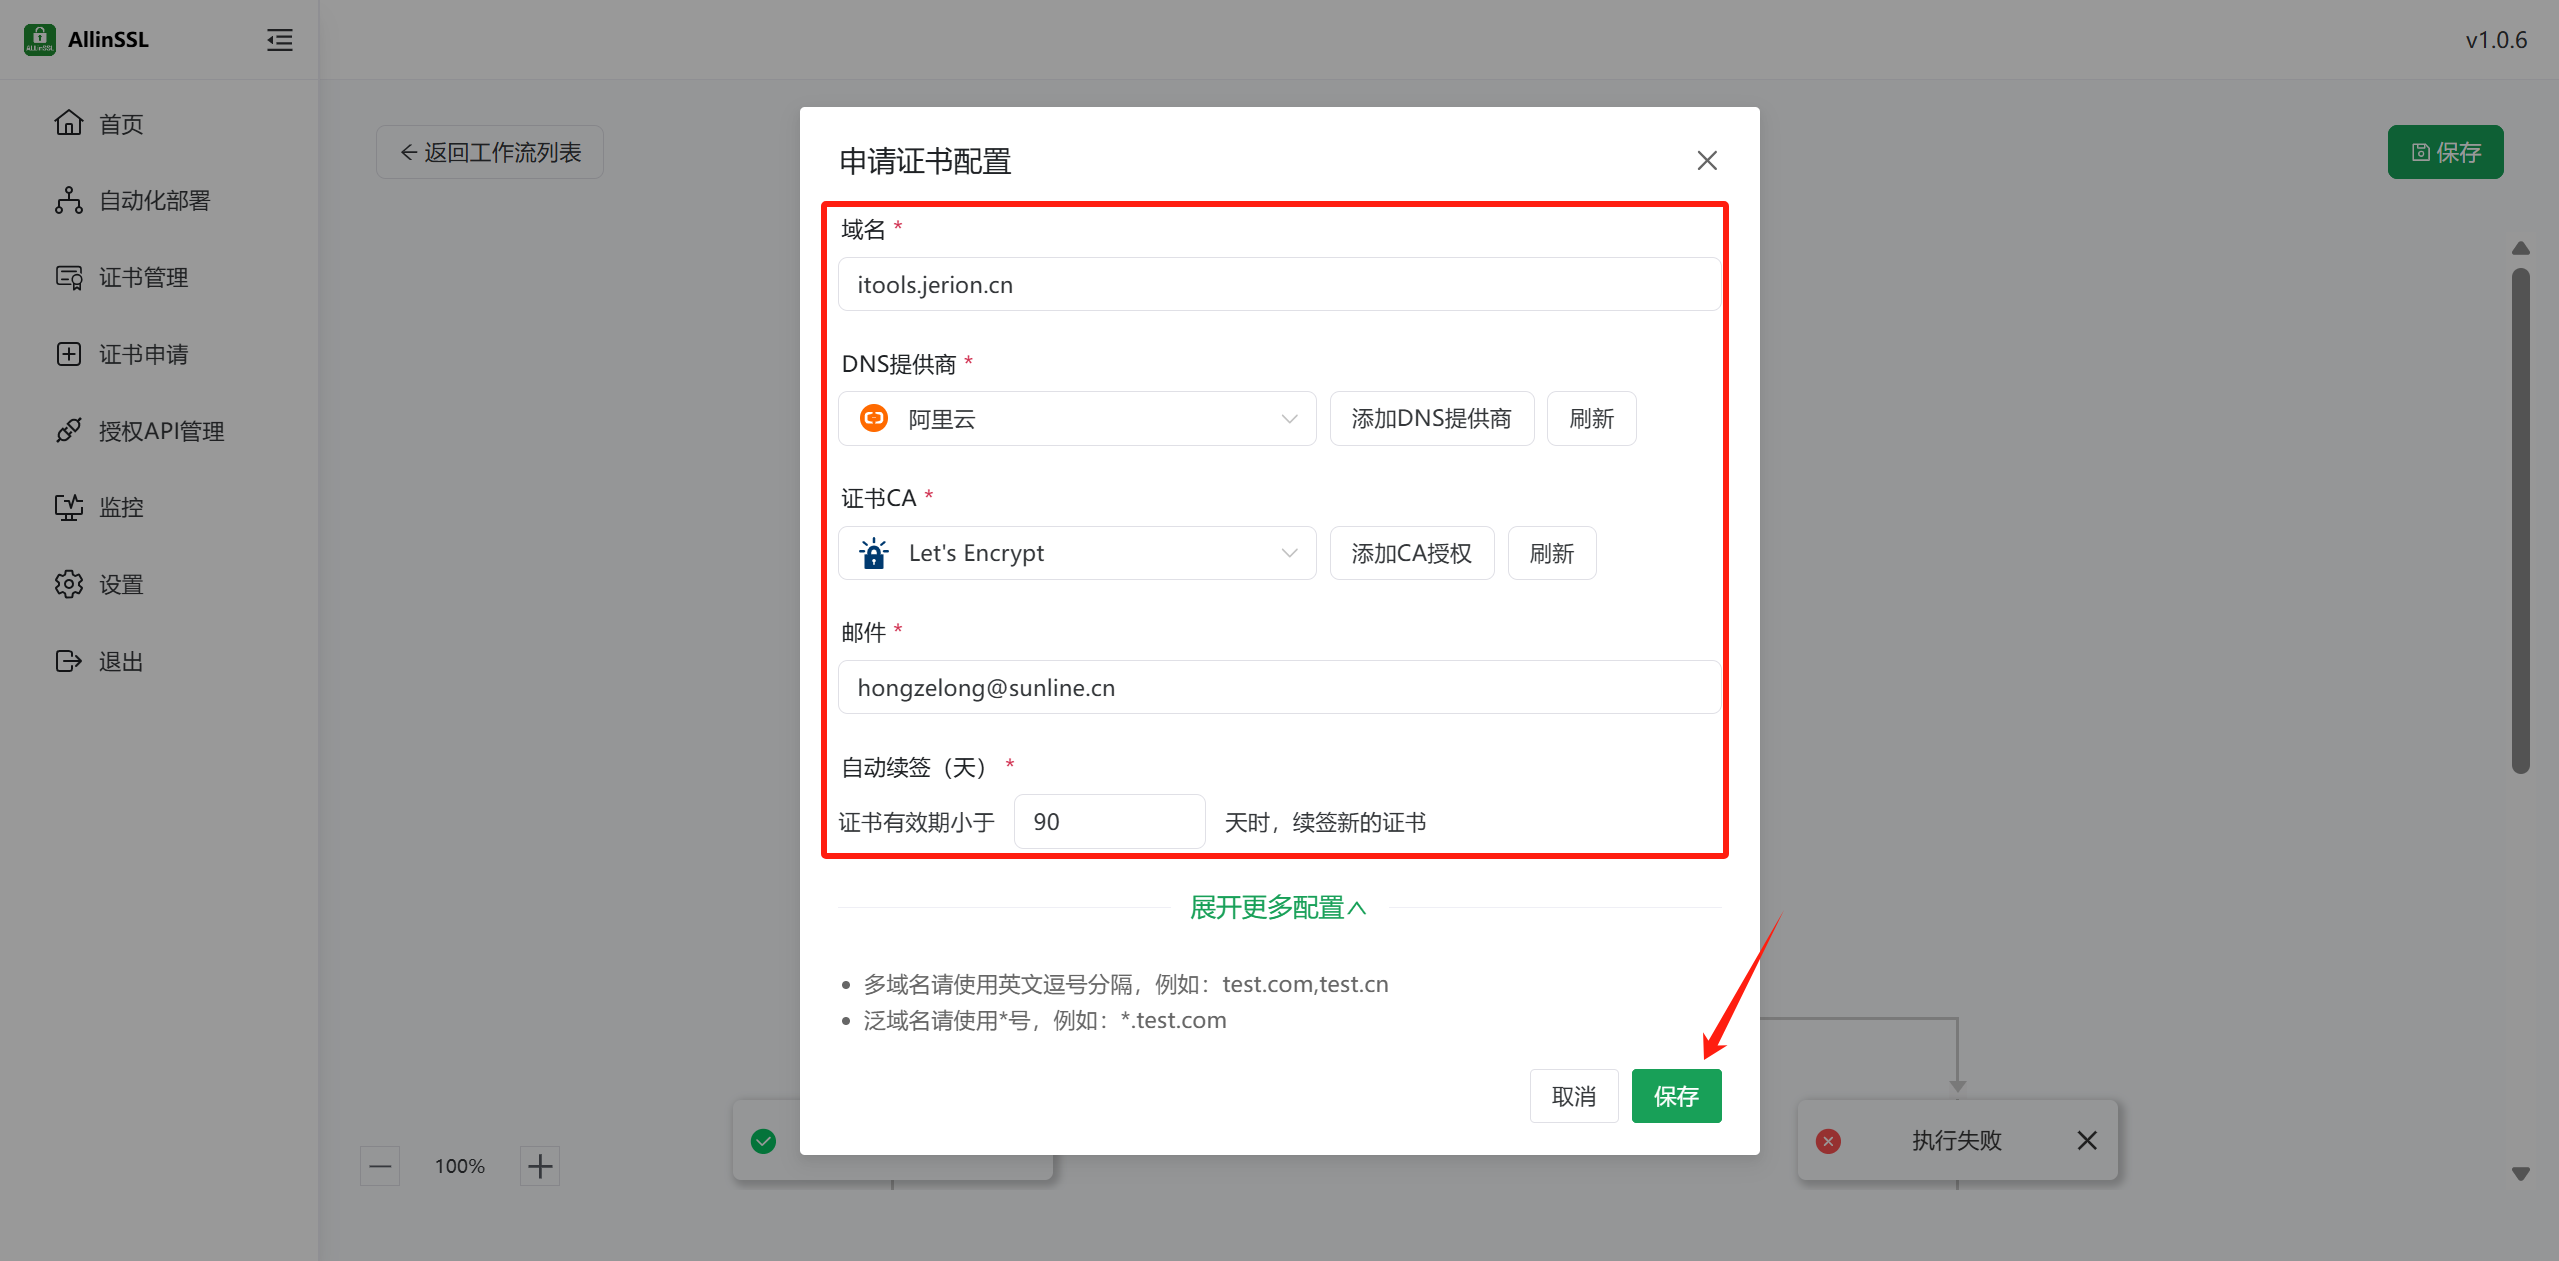 AllinSSL
v1.0.6
首页
自动化部署
证书管理
证书申请
授权API管理
监控
设置
退出
返回工作流列表
保存
申请证书配置
域名 *
itools.jerion.cn
DNS提供商 *
阿里云
添加DNS提供商
刷新
证书CA *
Let's Encrypt
添加CA授权
刷新
邮件 *
hongzelong@sunline.cn
自动续签（天） *
证书有效期小于 90 天时，续签新的证书
展开更多配置
多域名请使用英文逗号分隔，例如：test.com,test.cn
泛域名请使用*号，例如：*.test.com
取消
保存
执行失败
100%